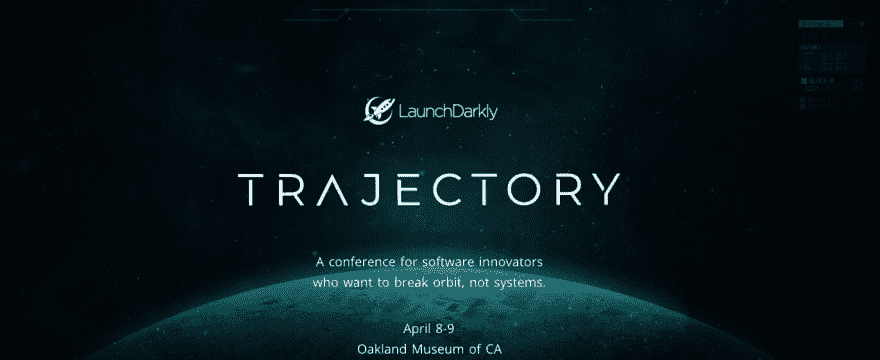 LaunchDarkly
TRAJECTORY
A conference for software innovators
who want to break orbit, not systems.
April 8-9
Oakland Museum of CA